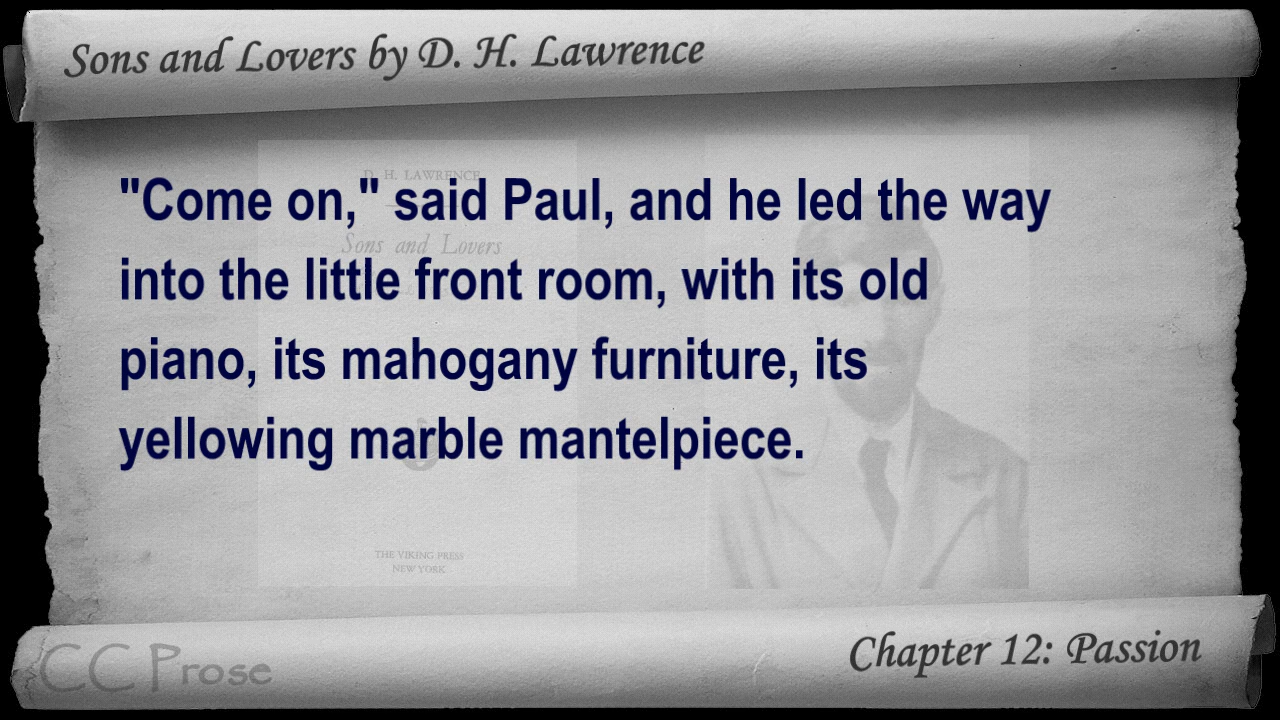 Sons and Lovers by D. H. Lawrence
D. H. LAWRENCE
Sons and Lovers
"Come on," said Paul, and he led the way
into the little front room, with its old
piano, its mahogany furniture, its
yellowing marble mantelpiece.
THE VIKING PRESS
NEW YORK
CC Prose
Chapter 12: Passion